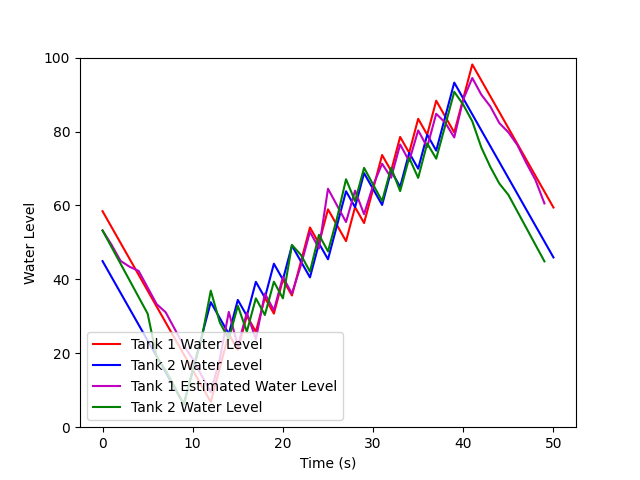 100
80
60
40
20
0
Water Level
Tank 1 Water Level
Tank 2 Water Level
Tank 1 Estimated Water Level
Tank 2 Water Level
0 10 20 30 40 50
Time (s)